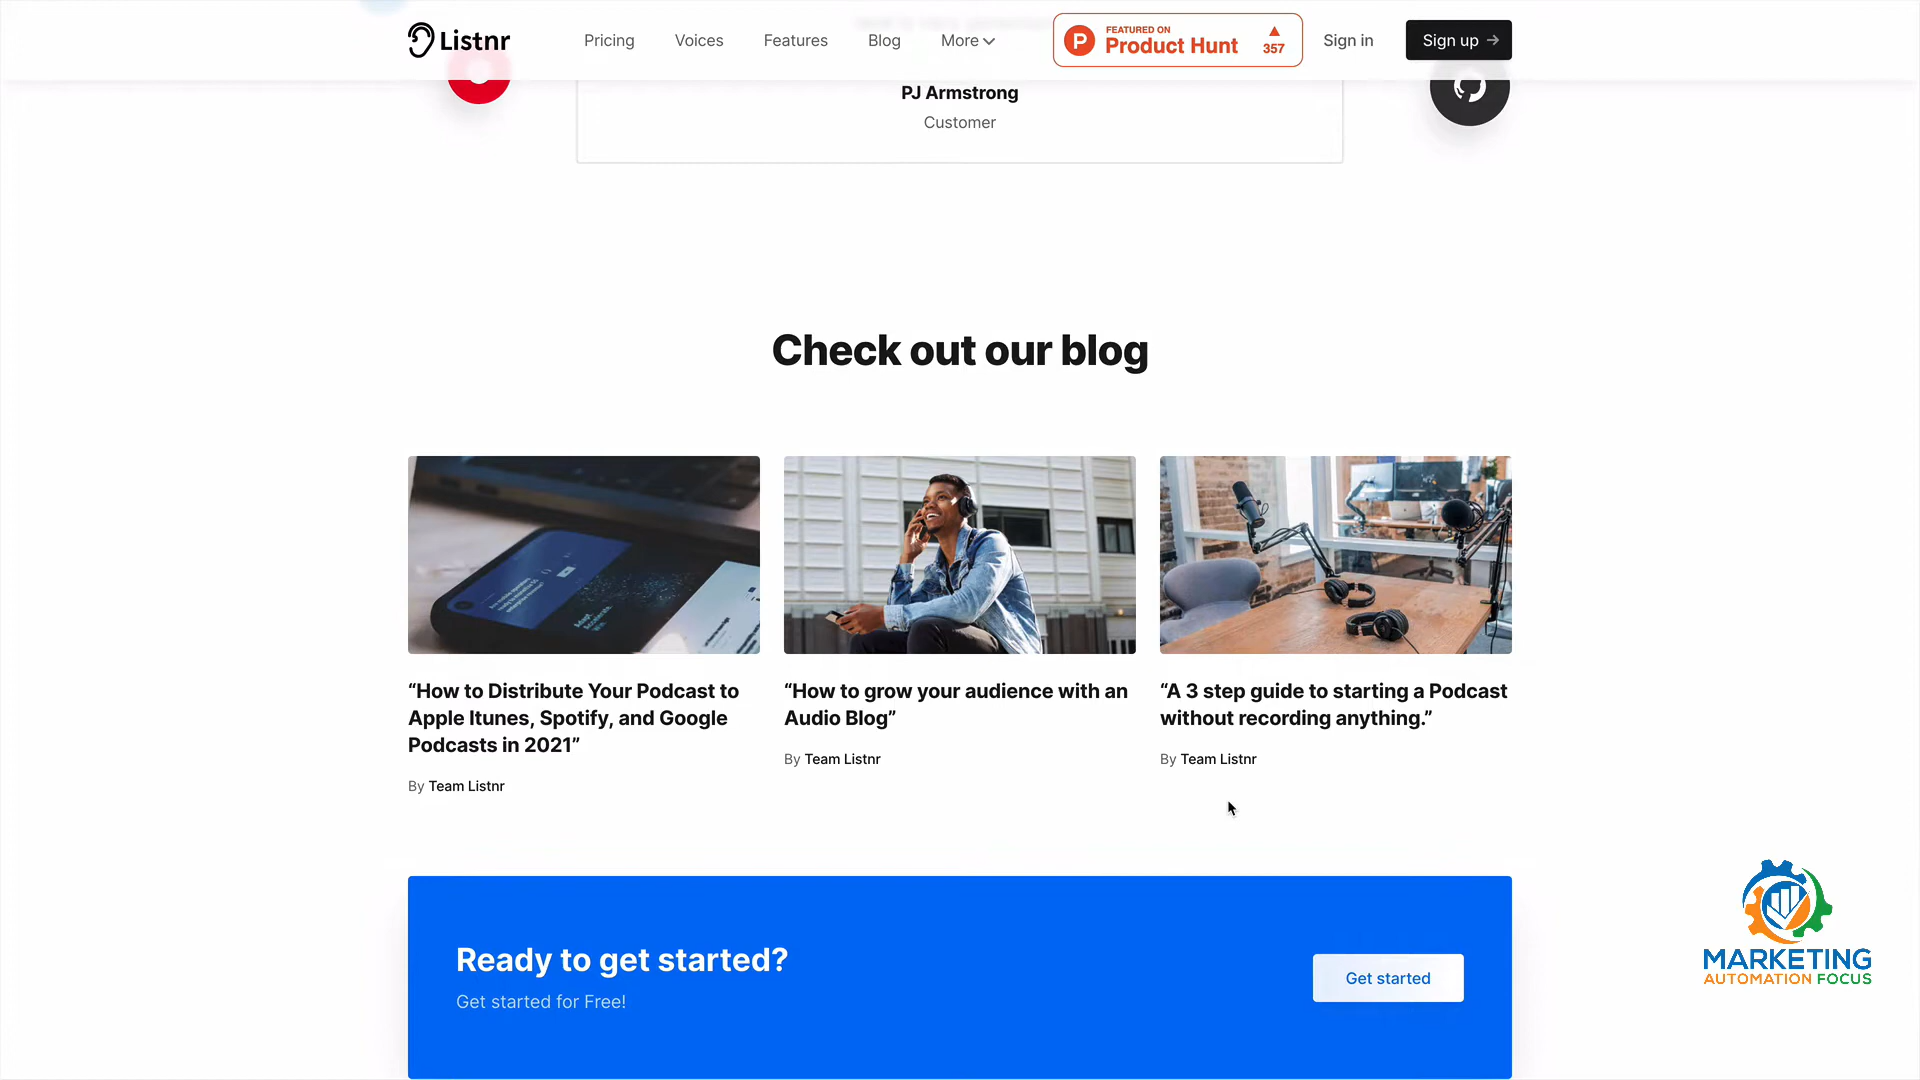 Listnr
Pricing
Voices
Features
Blog
More
FEATURED ON
Product Hunt
357
Sign in
Sign up
PJ Armstrong
Customer
Check out our blog
“How to Distribute Your Podcast to
Apple Itunes, Spotify, and Google
Podcasts in 2021”
By Team Listnr
“How to grow your audience with an
Audio Blog”
By Team Listnr
“A 3 step guide to starting a Podcast
without recording anything.”
By Team Listnr
Ready to get started?
Get started for Free!
Get started
MARKETING
AUTOMATION FOCUS